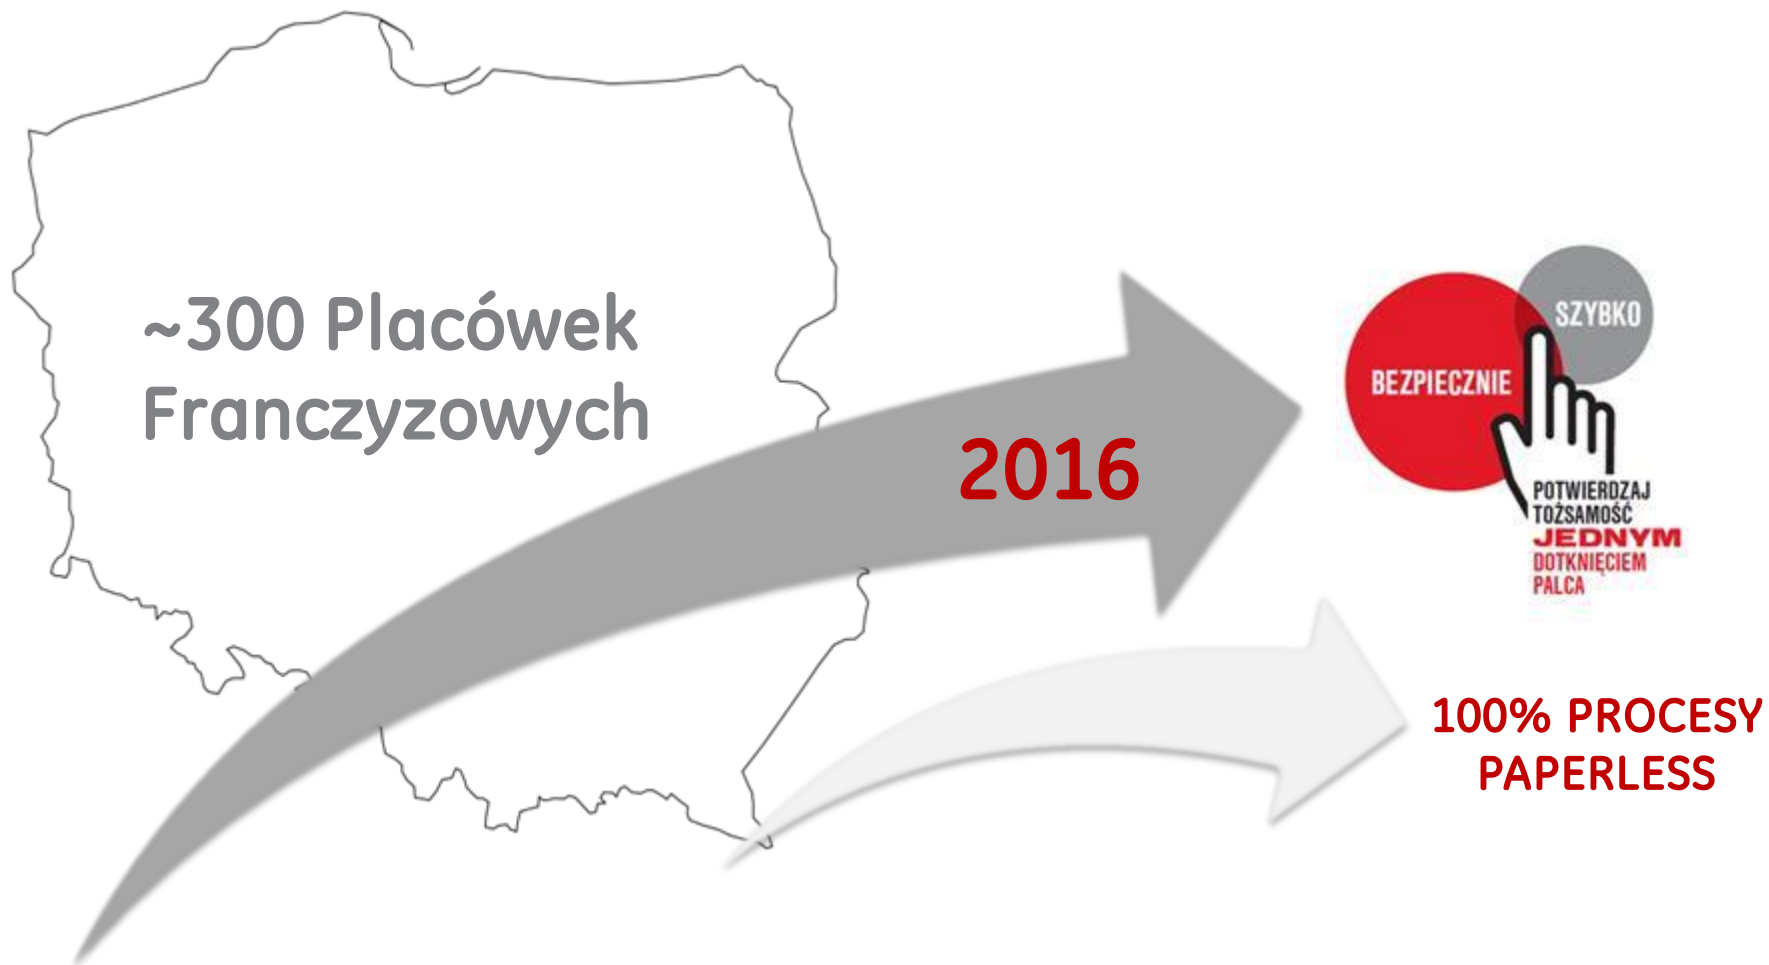 ~300 Placówek
Franczyzowych
2016
SZYBKO
BEZPIECZNIE
POTWIERDZAJ
TOŻSAMOŚĆ
JEDNYM
DOTKNIĘCIEM
PALCA
100% PROCESY
PAPERLESS